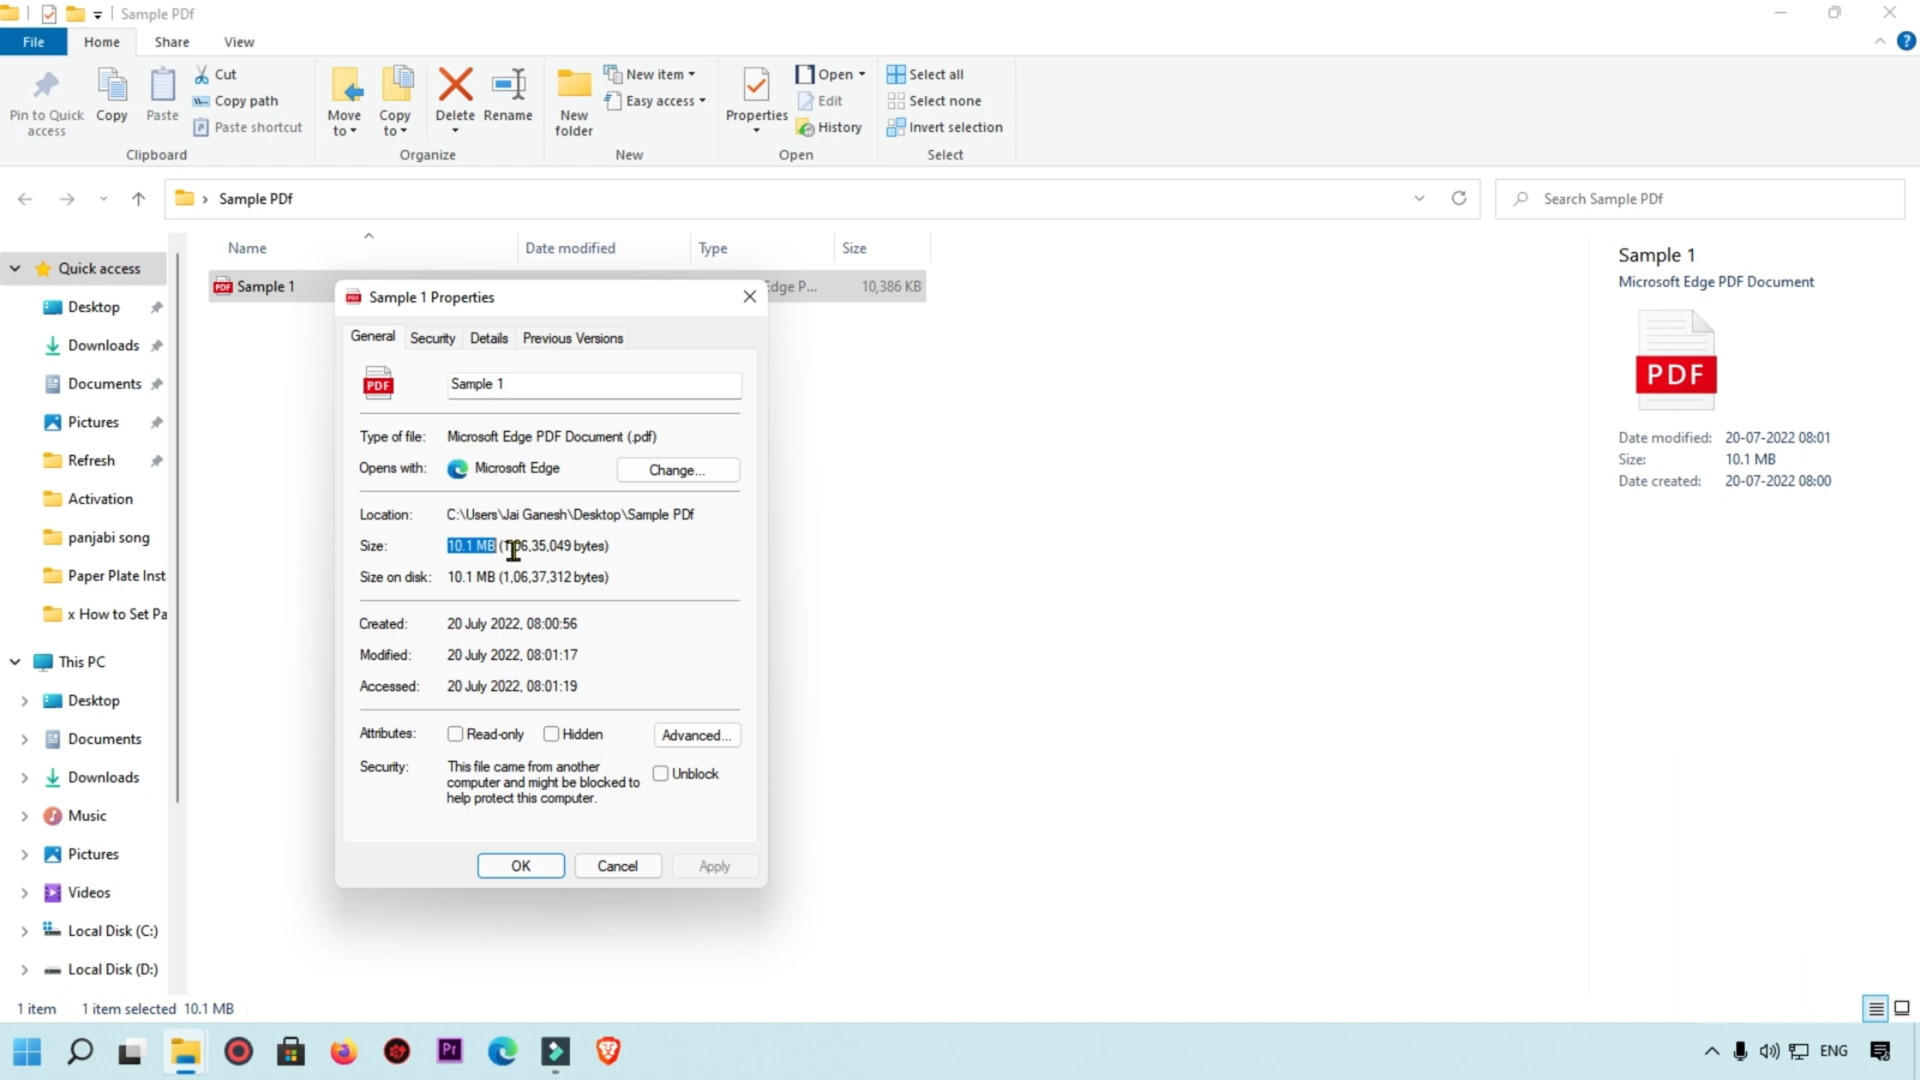 Sample PDf
File
Home
Share
View
Pin to Quick access
Copy
Paste
Cut
Copy path
Paste shortcut
Clipboard
Move to
Copy to
Delete
Rename
Organize
New folder
New item
Easy access
New
Properties
Open
Edit
History
Open
Select all
Select none
Invert selection
Select
Sample PDf
Search Sample PDf
Name
Date modified
Type
Size
Sample 1
10,386 KB
Quick access
Desktop
Downloads
Documents
Pictures
Refresh
Activation
panjabi song
Paper Plate Inst
x How to Set Pa
This PC
Desktop
Documents
Downloads
Music
Pictures
Videos
Local Disk (C:)
Local Disk (D:)
Sample 1 Properties
General
Security
Details
Previous Versions
PDF
Sample 1
Type of file: Microsoft Edge PDF Document (.pdf)
Opens with: Microsoft Edge
Change...
Location: C:\Users\Jai Ganesh\Desktop\Sample PDf
Size: 10.1 MB (1,06,35,049 bytes)
Size on disk: 10.1 MB (1,06,37,312 bytes)
Created: 20 July 2022, 08:00:56
Modified: 20 July 2022, 08:01:17
Accessed: 20 July 2022, 08:01:19
Attributes: Read-only Hidden
Advanced...
Security: This file came from another
computer and might be blocked to
help protect this computer.
Unblock
OK
Cancel
Apply
Sample 1
Microsoft Edge PDF Document
PDF
Date modified: 20-07-2022 08:01
Size: 10.1 MB
Date created: 20-07-2022 08:00
1 item
1 item selected 10.1 MB
Pr
ENG